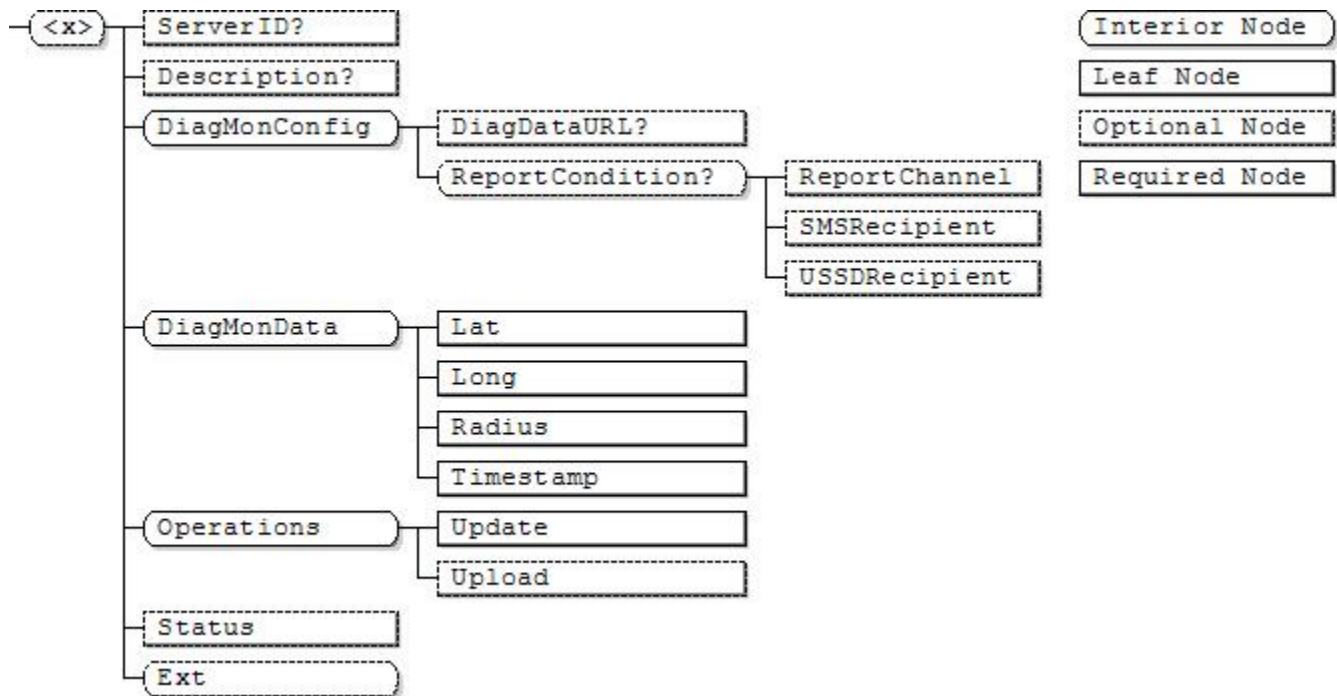 <x>
ServerID?
Description?
DiagMonConfig
DiagDataURL?
ReportCondition?
ReportChannel
SMSRecipient
USSDRecipient
DiagMonData
Lat
Long
Radius
Timestamp
Operations
Update
Upload
Status
Ext
Interior Node
Leaf Node
Optional Node
Required Node